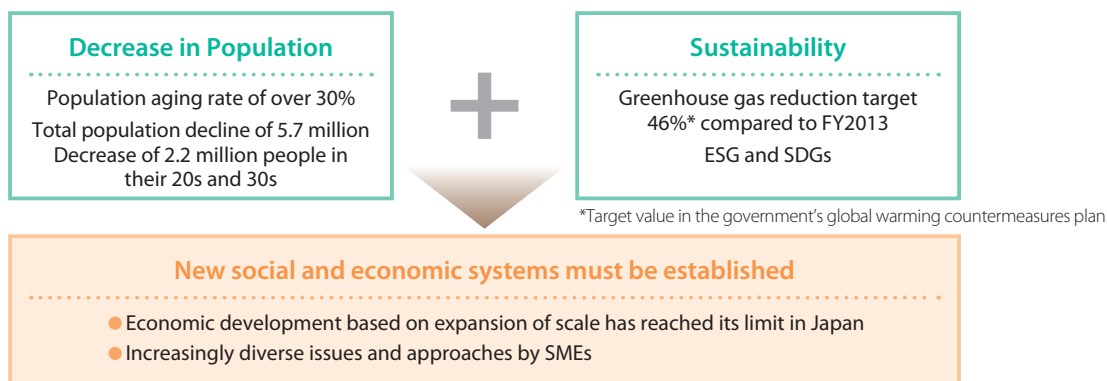 Decrease in Population
Population aging rate of over 30%
Total population decline of 5.7 million
Decrease of 2.2 million people in
their 20s and 30s
+
Sustainability
Greenhouse gas reduction target
46%* compared to FY2013
ESG and SDGs
*Target value in the government's global warming countermeasures plan
New social and economic systems must be established
● Economic development based on expansion of scale has reached its limit in Japan
● Increasingly diverse issues and approaches by SMEs